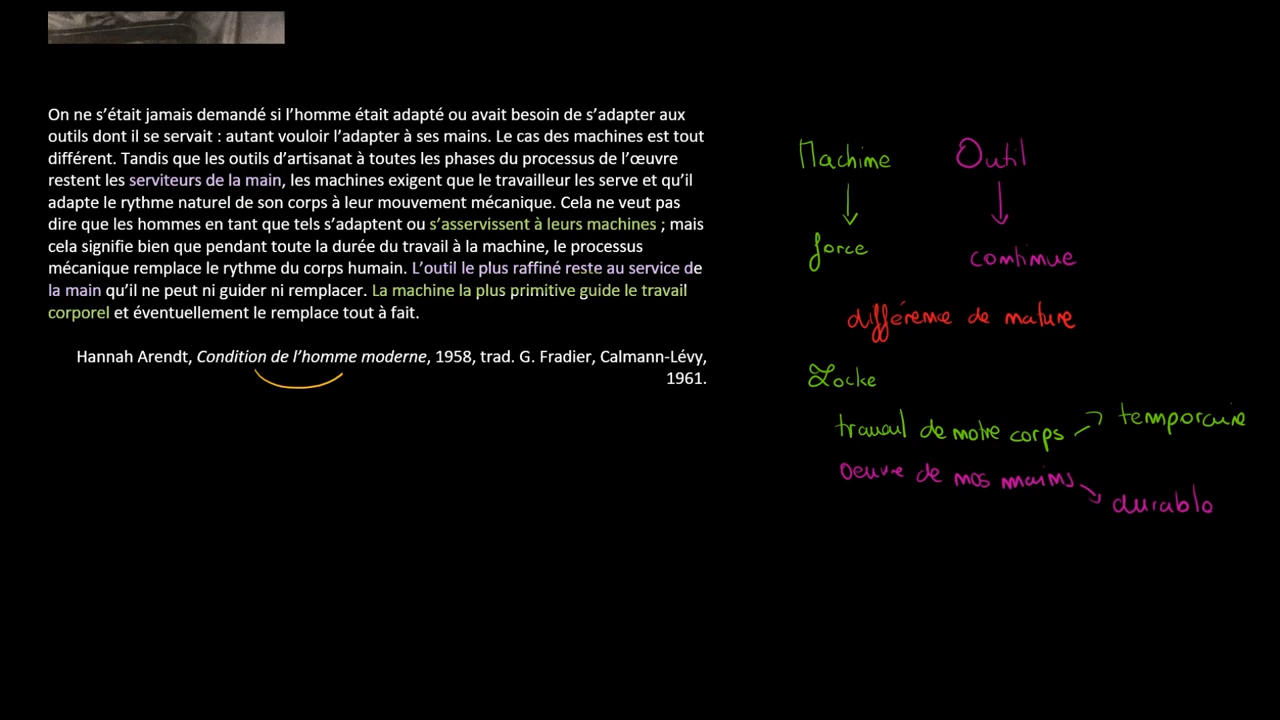 On ne s’était jamais demandé si l’homme était adapté ou avait besoin de s’adapter aux
outils dont il se servait : autant vouloir l’adapter à ses mains. Le cas des machines est tout
différent. Tandis que les outils d’artisanat à toutes les phases du processus de l’œuvre
restent les serviteurs de la main, les machines exigent que le travailleur les serve et qu’il
adapte le rythme naturel de son corps à leur mouvement mécanique. Cela ne veut pas
dire que les hommes en tant que tels s’adaptent ou s’asservissent à leurs machines ; mais
cela signifie bien que pendant toute la durée du travail à la machine, le processus
mécanique remplace le rythme du corps humain. L’outil le plus raffiné reste au service de
la main qu’il ne peut ni guider ni remplacer. La machine la plus primitive guide le travail
corporel et éventuellement le remplace tout à fait.
Hannah Arendt, Condition de l’homme moderne, 1958, trad. G. Fradier, Calmann-Lévy,
1961.
Machine Outil
force continue
différence de nature
Locke
travail de notre corps temporaire
oeuvre de nos mains durable